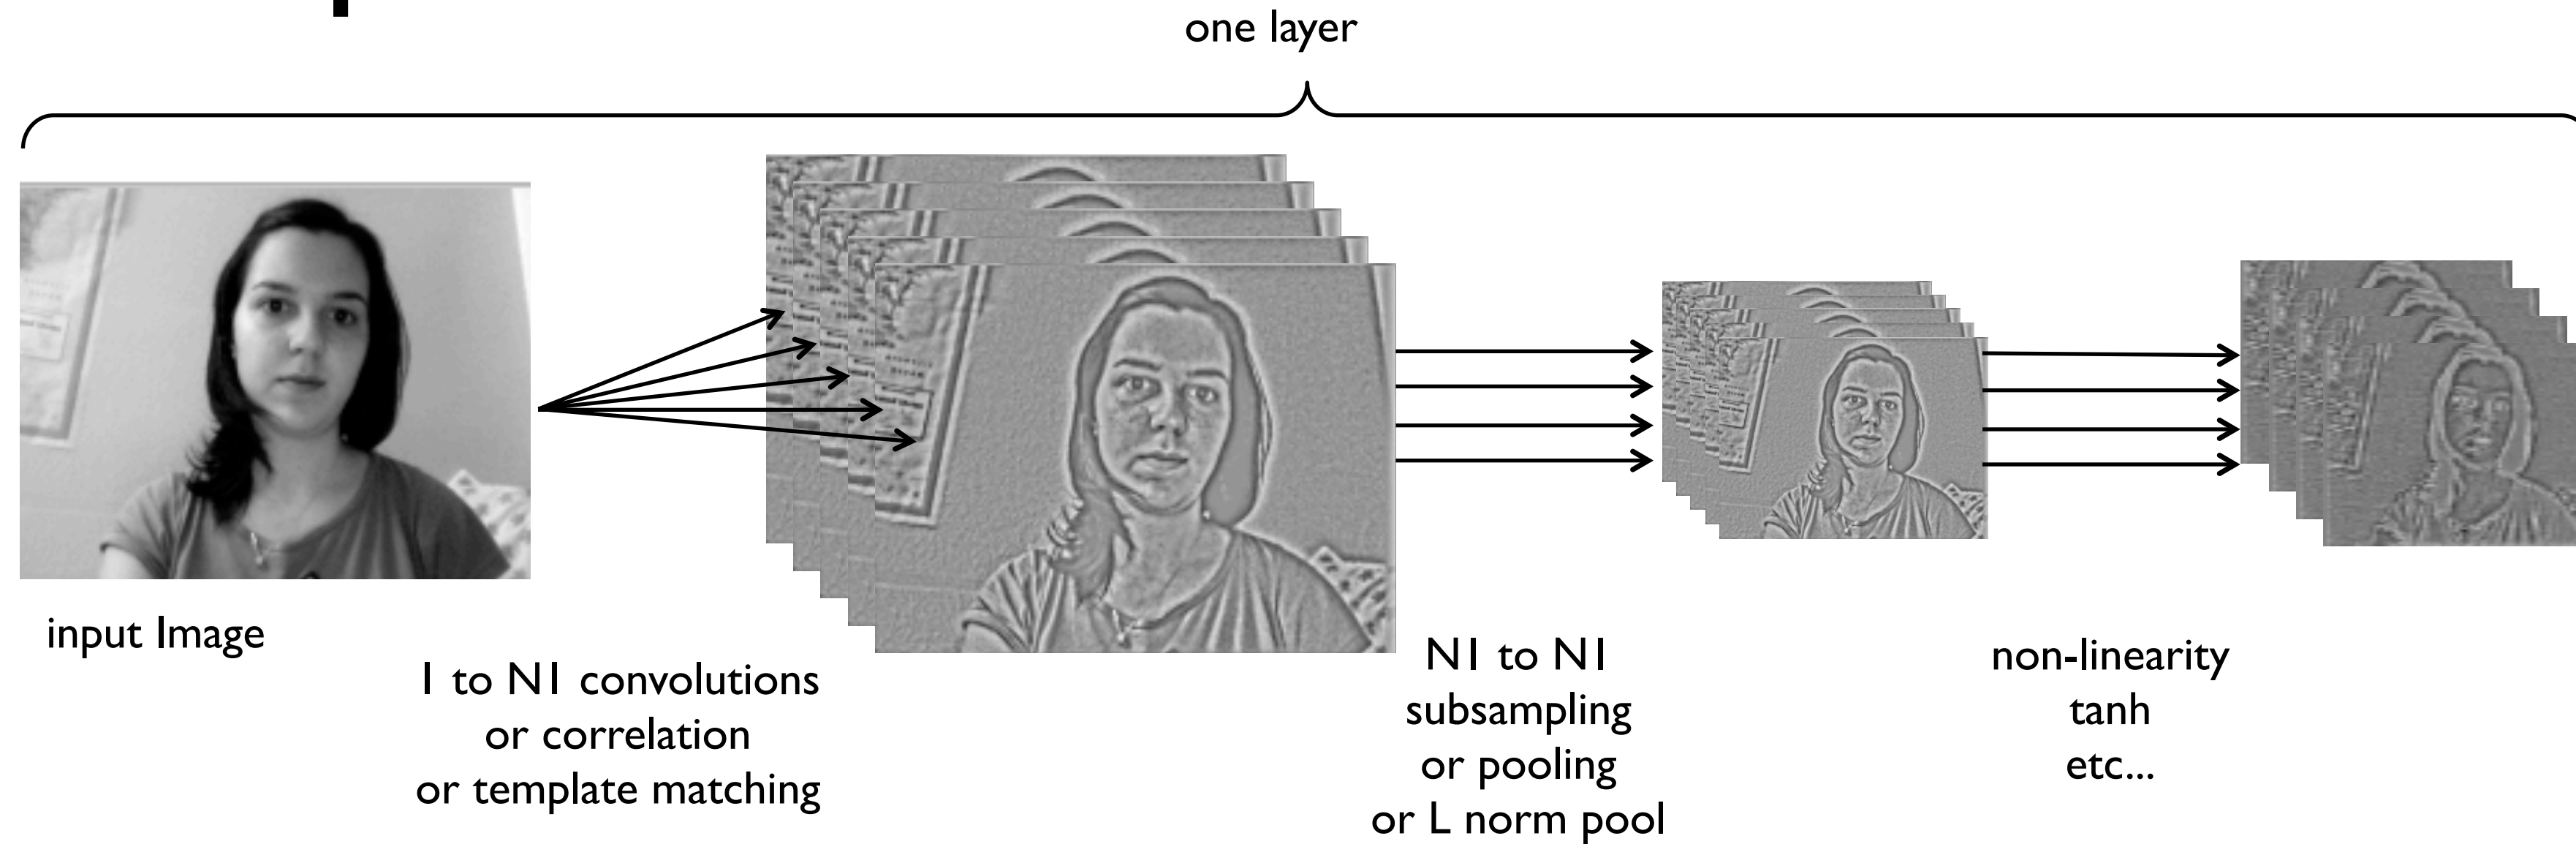 one layer
input Image
1 to N1 convolutions
or correlation
or template matching
N1 to N1
subsampling
or pooling
or L norm pool
non-linearity
tanh
etc...